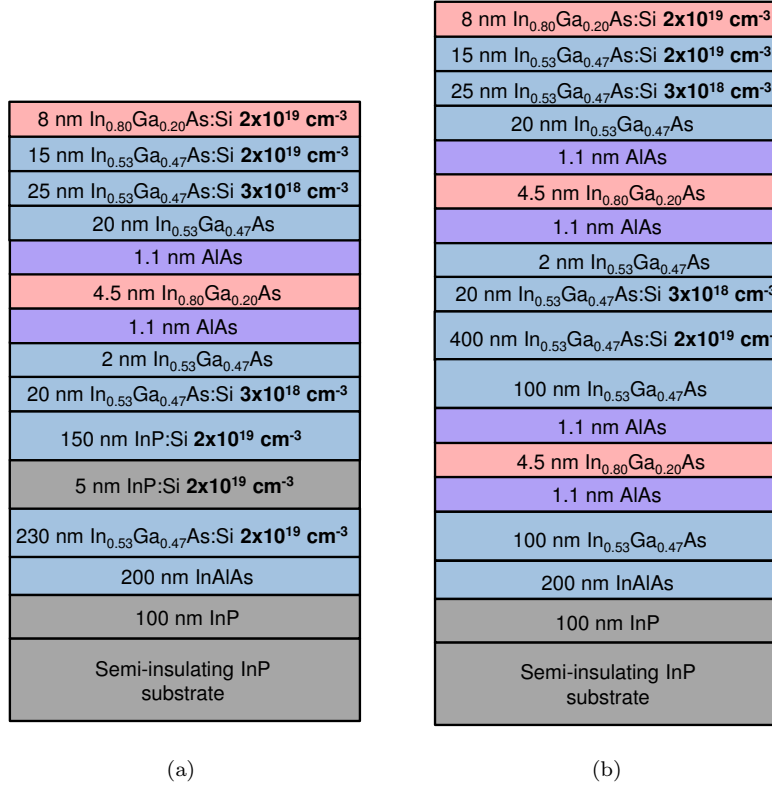 8 nm In₀.₈₀Ga₀.₂₀As:Si 2x10¹⁹ cm⁻³
15 nm In₀.₅₃Ga₀.₄₇As:Si 2x10¹⁹ cm⁻³
25 nm In₀.₅₃Ga₀.₄₇As:Si 3x10¹⁸ cm⁻³
20 nm In₀.₅₃Ga₀.₄₇As
1.1 nm AlAs
4.5 nm In₀.₈₀Ga₀.₂₀As
1.1 nm AlAs
2 nm In₀.₅₃Ga₀.₄₇As
20 nm In₀.₅₃Ga₀.₄₇As:Si 3x10¹⁸ cm⁻³
150 nm InP:Si 2x10¹⁹ cm⁻³
5 nm InP:Si 2x10¹⁹ cm⁻³
230 nm In₀.₅₃Ga₀.₄₇As:Si 2x10¹⁹ cm⁻³
200 nm InAlAs
100 nm InP
Semi-insulating InP
substrate
(a)
8 nm In₀.₈₀Ga₀.₂₀As:Si 2x10¹⁹ cm⁻³
15 nm In₀.₅₃Ga₀.₄₇As:Si 2x10¹⁹ cm⁻³
25 nm In₀.₅₃Ga₀.₄₇As:Si 3x10¹⁸ cm⁻³
20 nm In₀.₅₃Ga₀.₄₇As
1.1 nm AlAs
4.5 nm In₀.₈₀Ga₀.₂₀As
1.1 nm AlAs
2 nm In₀.₅₃Ga₀.₄₇As
20 nm In₀.₅₃Ga₀.₄₇As:Si 3x10¹⁸ cm⁻³
400 nm In₀.₅₃Ga₀.₄₇As:Si 2x10¹⁹ cm⁻
100 nm In₀.₅₃Ga₀.₄₇As
1.1 nm AlAs
4.5 nm In₀.₈₀Ga₀.₂₀As
1.1 nm AlAs
100 nm In₀.₅₃Ga₀.₄₇As
200 nm InAlAs
100 nm InP
Semi-insulating InP
substrate
(b)